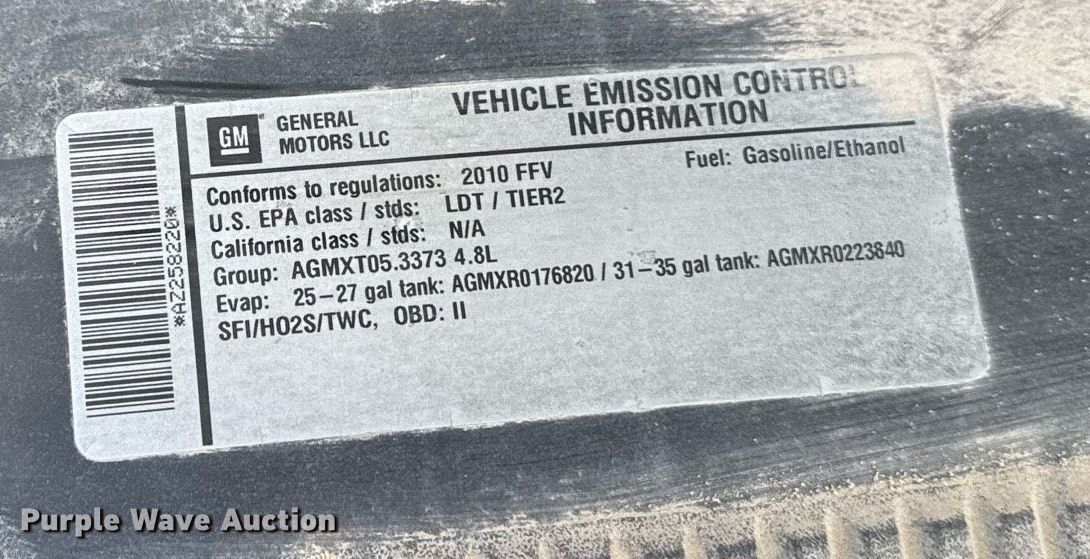 GM
GENERAL
MOTORS LLC
VEHICLE EMISSION CONTROL
INFORMATION
Conforms to regulations: 2010 FFV
Fuel: Gasoline/Ethanol
U.S. EPA class / stds: LDT / TIER2
California class / stds: N/A
Group: AGMXT05.3373 4.8L
Evap: 25–27 gal tank: AGMXR0176820 / 31–35 gal tank: AGMXR0223840
SFI/HO2S/TWC, OBD: II
*AZ258220*
Purple Wave Auction